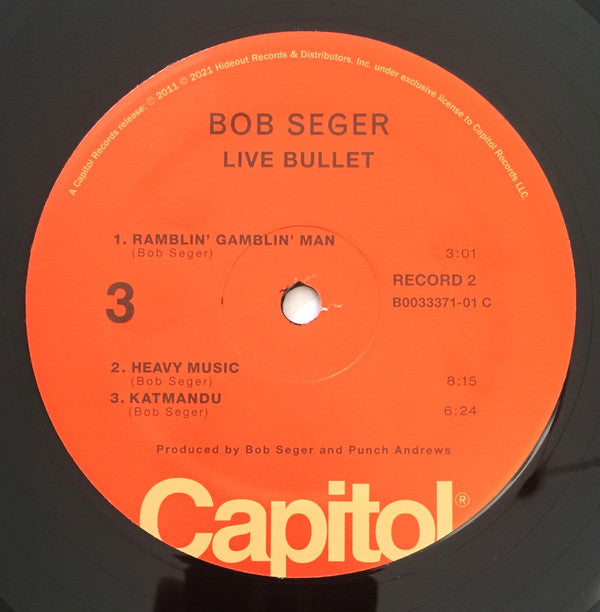 A Capitol Records release: ℗ 2011 © 2021 Hideout Records & Distributors, Inc. under exclusive license to Capitol Records LLC.
BOB SEGER
LIVE BULLET
1. RAMBLIN' GAMBLIN' MAN
(Bob Seger) 3:01
3 RECORD 2
B0033371-01 C
2. HEAVY MUSIC
(Bob Seger) 8:15
3. KATMANDU
(Bob Seger) 6:24
Produced by Bob Seger and Punch Andrews
Capitol®